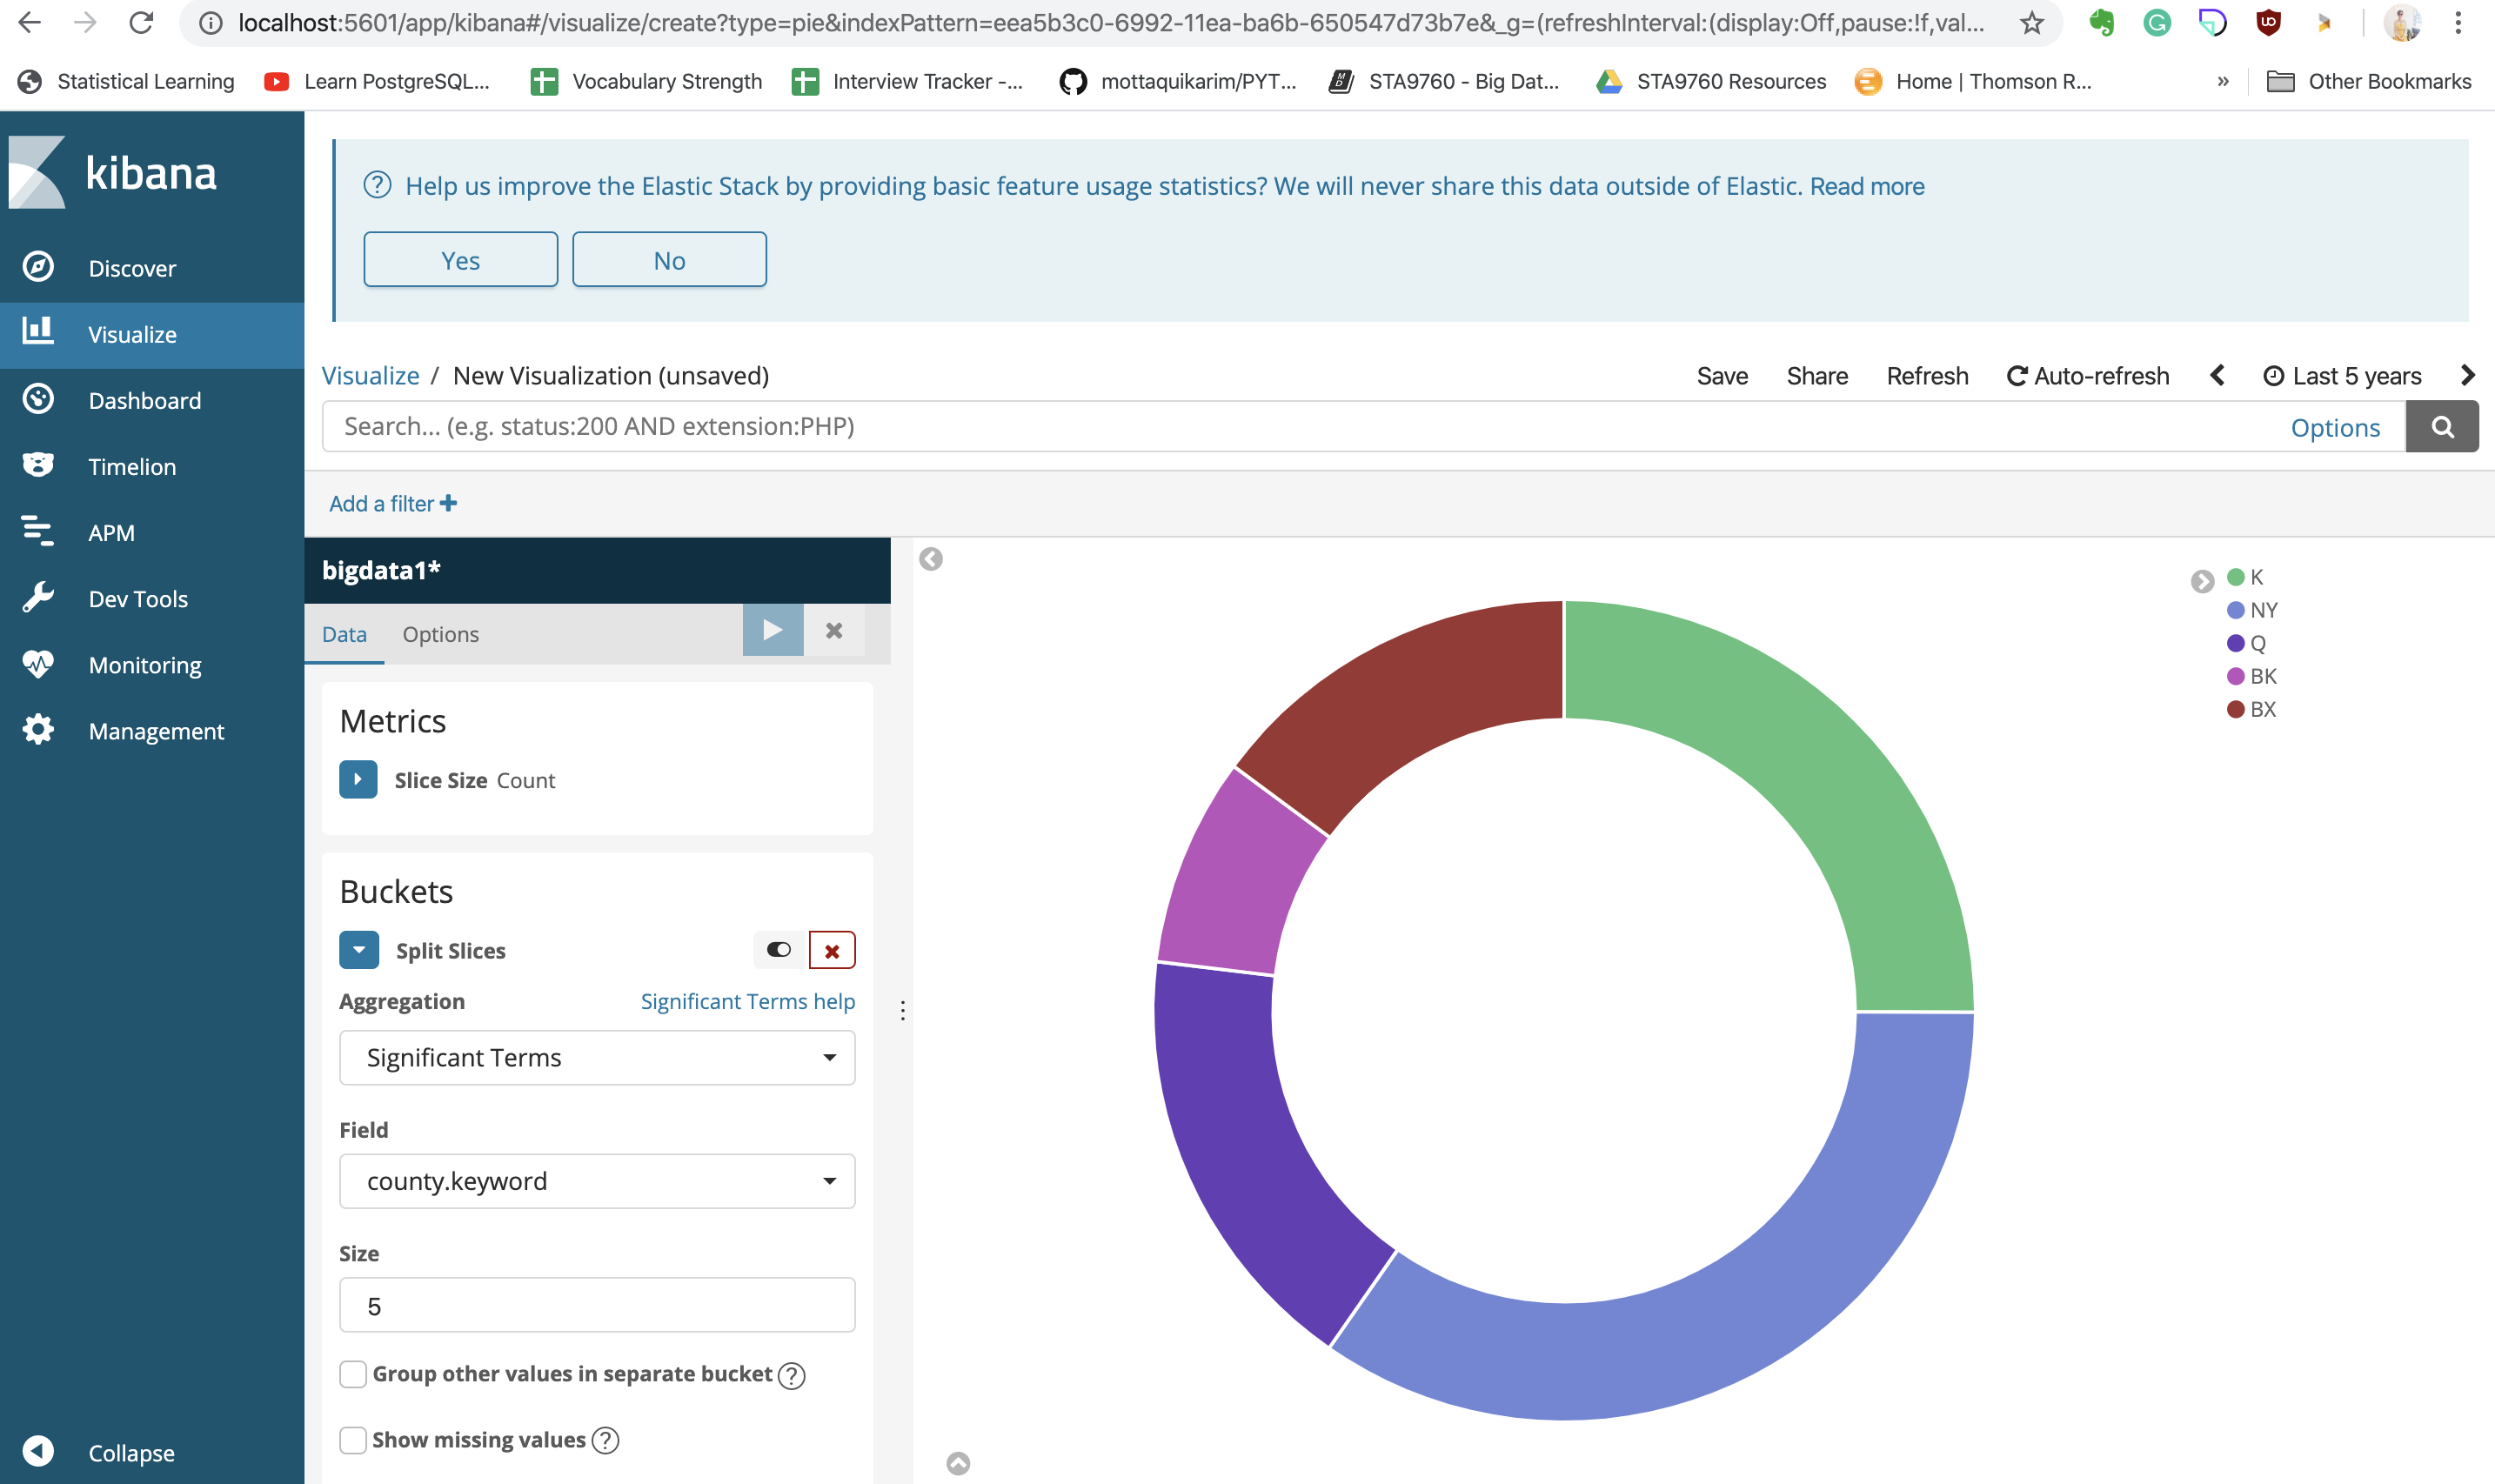 localhost:5601/app/kibana#/visualize/create?type=pie&indexPattern=eea5b3c0-6992-11ea-ba6b-650547d73b7e&_g=(refreshInterval:(display:Off,pause:!f,val...
Statistical Learning Learn PostgreSQL... Vocabulary Strength Interview Tracker -... mottaquikarim/PYT... STA9760 - Big Dat... STA9760 Resources Home | Thomson R... » Other Bookmarks
kibana
Discover
Visualize
Dashboard
Timelion
APM
Dev Tools
Monitoring
Management
Collapse
Help us improve the Elastic Stack by providing basic feature usage statistics? We will never share this data outside of Elastic. Read more
Yes No
Visualize / New Visualization (unsaved)
Save Share Refresh Auto-refresh Last 5 years
Search... (e.g. status:200 AND extension:PHP) Options
Add a filter
bigdata1*
Data Options
Metrics
Slice Size Count
Buckets
Split Slices
Aggregation Significant Terms help
Significant Terms
Field
county.keyword
Size
5
Group other values in separate bucket
Show missing values
K
NY
Q
BK
BX